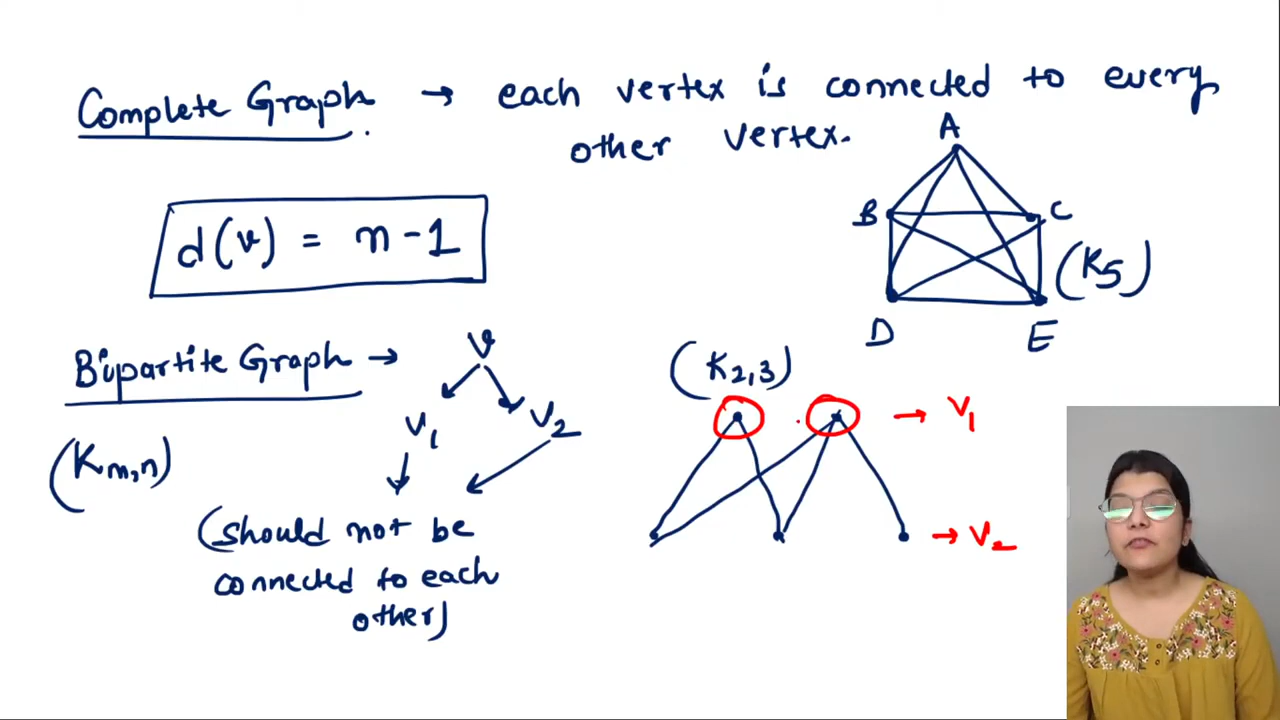 Complete Graph. → each vertex is connected to every
other vertex.
A
B
C
D
E
(K5)
d(v) = n-1
Bipartite Graph →
V
V1
V2
(Km,n)
(should not be
connected to each
other)
(K2,3)
→ V1
→ V2